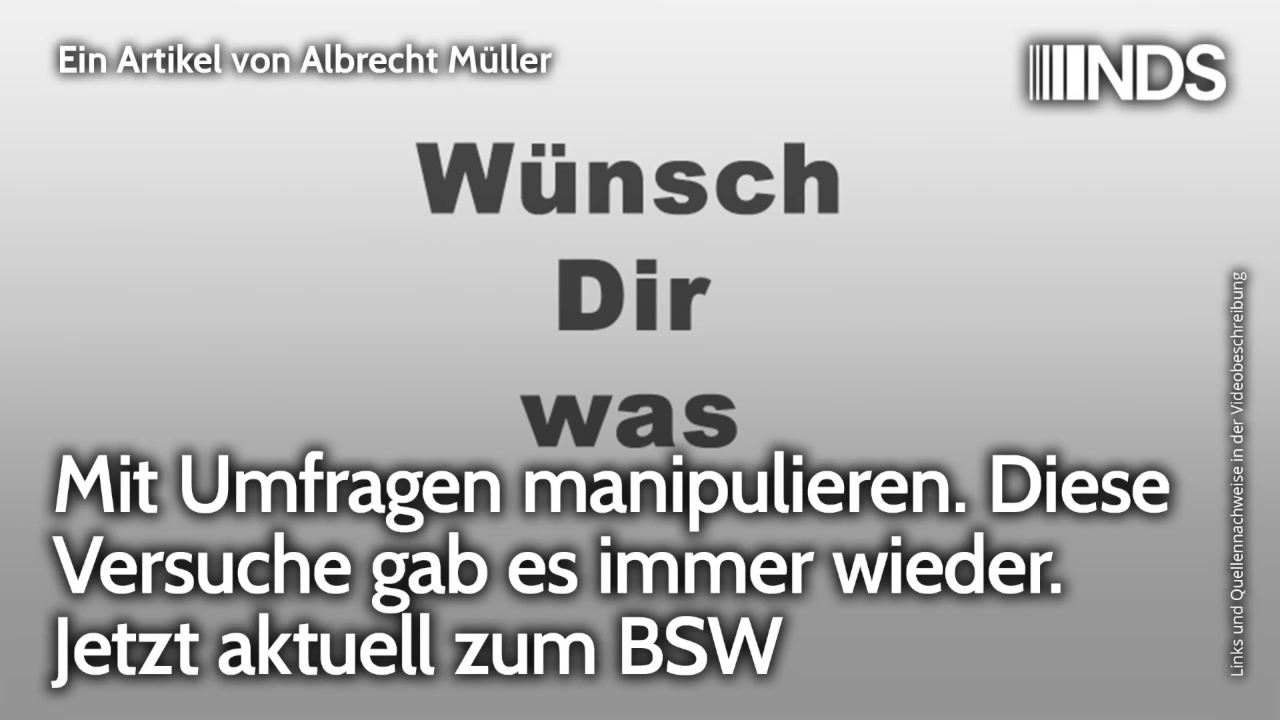 Ein Artikel von Albrecht Müller
NDS
Wünsch
Dir
was
Mit Umfragen manipulieren. Diese
Versuche gab es immer wieder.
Jetzt aktuell zum BSW
Links und Quellennachweise in der Videobeschreibung